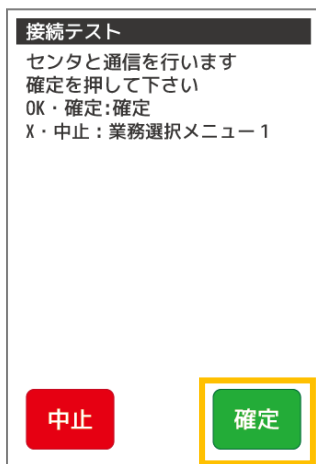 接続テスト
センタと通信を行います
確定を押して下さい
OK・確定:確定
X・中止：業務選択メニュー１
中止
確定